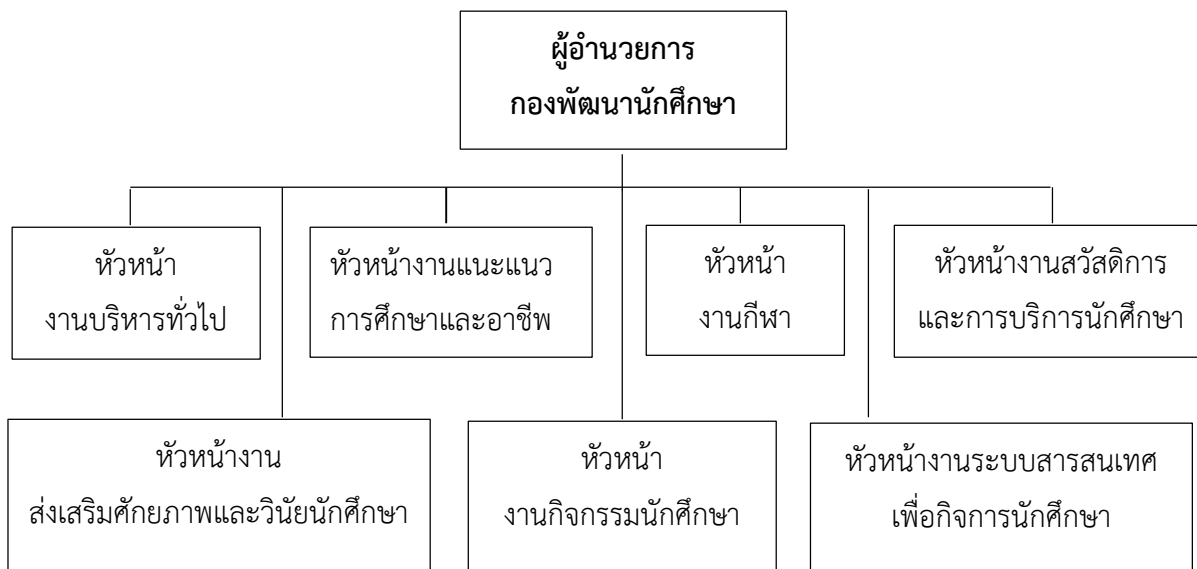 ผู้อำนวยการ
กองพัฒนานักศึกษา
หัวหน้า
งานบริหารทั่วไป
หัวหน้างานแนะแนว
การศึกษาและอาชีพ
หัวหน้า
งานกีฬา
หัวหน้างานสวัสดิการ
และการบริการนักศึกษา
หัวหน้างาน
ส่งเสริมศักยภาพและวินัยนักศึกษา
หัวหน้า
งานกิจกรรมนักศึกษา
หัวหน้างานระบบสารสนเทศ
เพื่อกิจการนักศึกษา